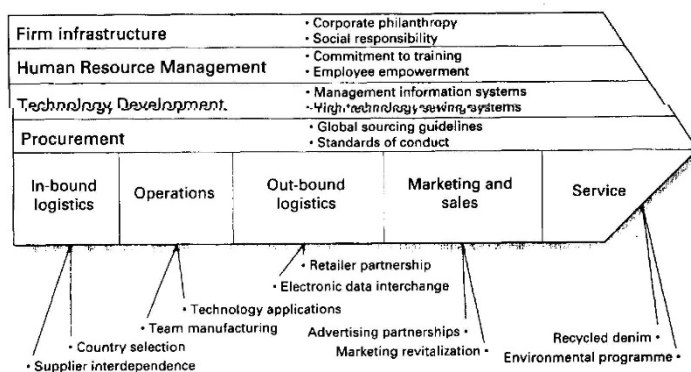 Firm infrastructure
• Corporate philanthropy
• Social responsibility
Human Resource Management
• Commitment to training
• Employee empowerment
Technology Development
• Management information systems
• High technology sewing systems
Procurement
• Global sourcing guidelines
• Standards of conduct
In-bound
logistics
Operations
Out-bound
logistics
Marketing and
sales
Service
• Retailer partnership
• Electronic data interchange
• Technology applications
• Team manufacturing
• Country selection
• Supplier interdependence
Advertising partnerships •
Marketing revitalization •
Recycled denim •
Environmental programme •